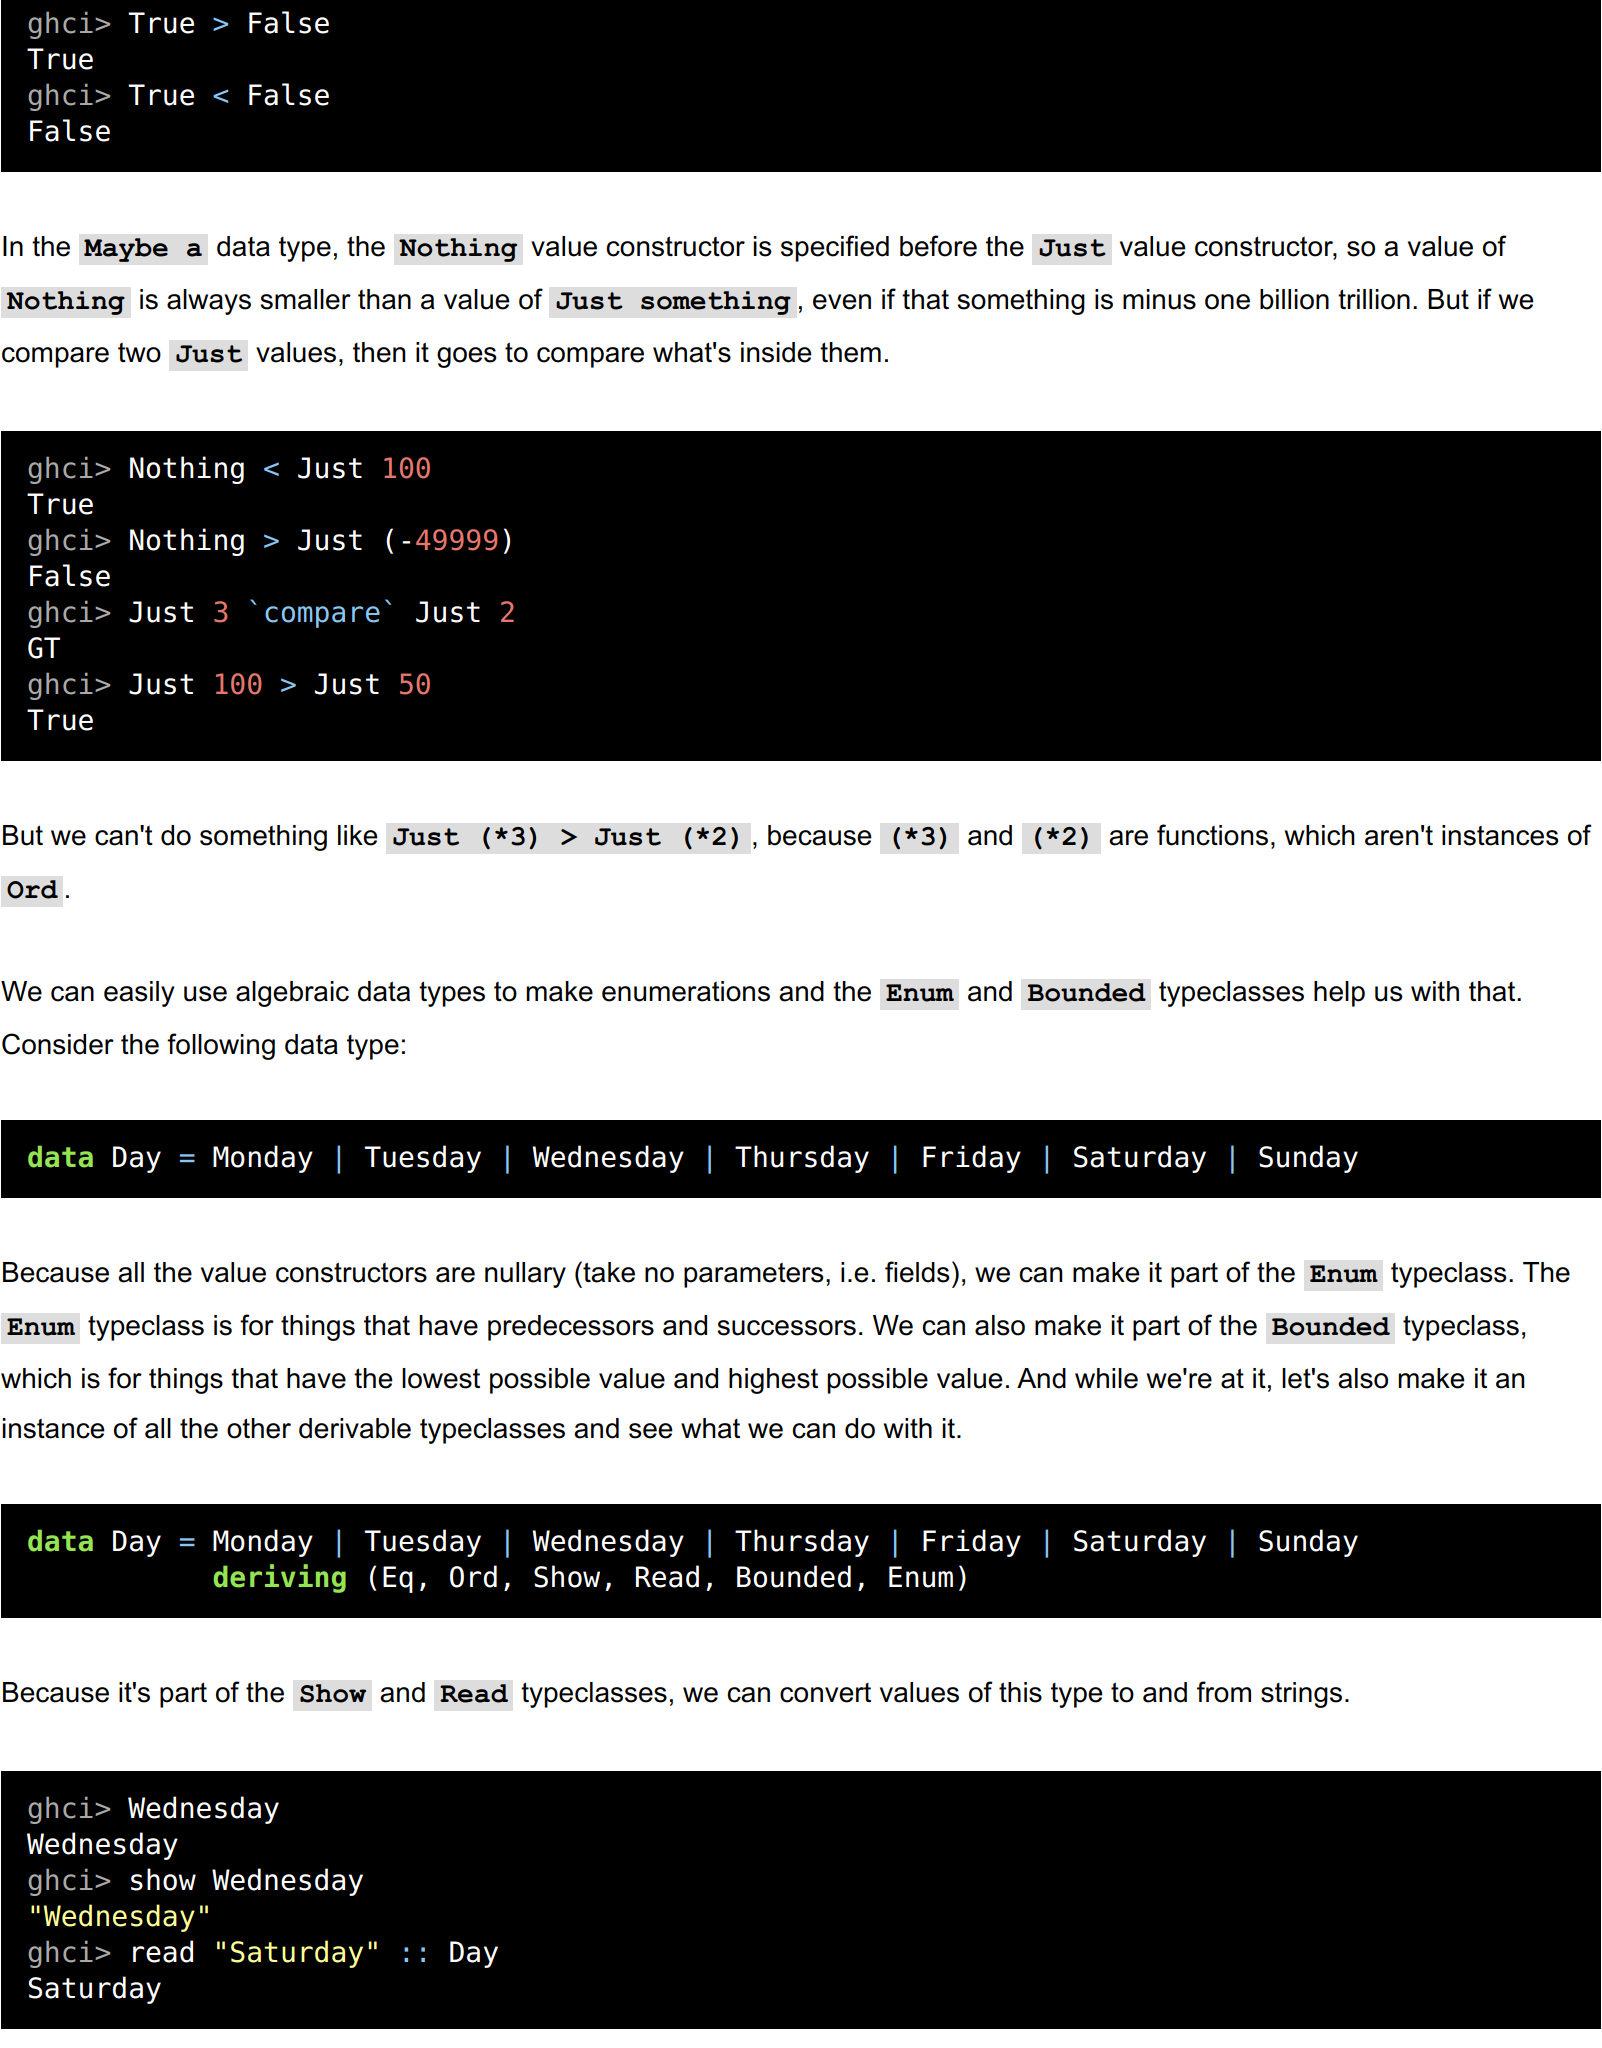 ghci> True > False
True
ghci> True < False
False
In the Maybe a data type, the Nothing value constructor is specified before the Just value constructor, so a value of
Nothing is always smaller than a value of Just something, even if that something is minus one billion trillion. But if we
compare two Just values, then it goes to compare what's inside them.
ghci> Nothing < Just 100
True
ghci> Nothing > Just (-49999)
False
ghci> Just 3 `compare` Just 2
GT
ghci> Just 100 > Just 50
True
But we can't do something like Just (*3) > Just (*2), because (*3) and (*2) are functions, which aren't instances of
Ord.
We can easily use algebraic data types to make enumerations and the Enum and Bounded typeclasses help us with that.
Consider the following data type:
data Day = Monday | Tuesday | Wednesday | Thursday | Friday | Saturday | Sunday
Because all the value constructors are nullary (take no parameters, i.e. fields), we can make it part of the Enum typeclass. The
Enum typeclass is for things that have predecessors and successors. We can also make it part of the Bounded typeclass,
which is for things that have the lowest possible value and highest possible value. And while we're at it, let's also make it an
instance of all the other derivable typeclasses and see what we can do with it.
data Day = Monday | Tuesday | Wednesday | Thursday | Friday | Saturday | Sunday
deriving (Eq, Ord, Show, Read, Bounded, Enum)
Because it's part of the Show and Read typeclasses, we can convert values of this type to and from strings.
ghci> Wednesday
Wednesday
ghci> show Wednesday
"Wednesday"
ghci> read "Saturday" :: Day
Saturday